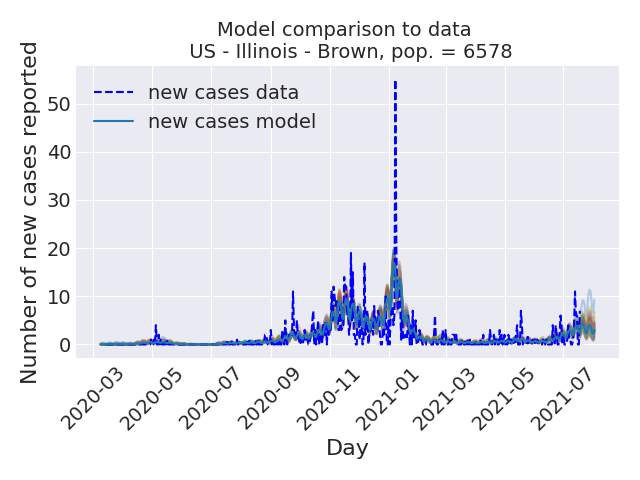 Model comparison to data
US - Illinois - Brown, pop. = 6578
Number of new cases reported
50
40
30
20
10
0
new cases data
new cases model
2020-03
2020-05
2020-07
2020-09
2020-11
2021-01
2021-03
2021-05
2021-07
Day